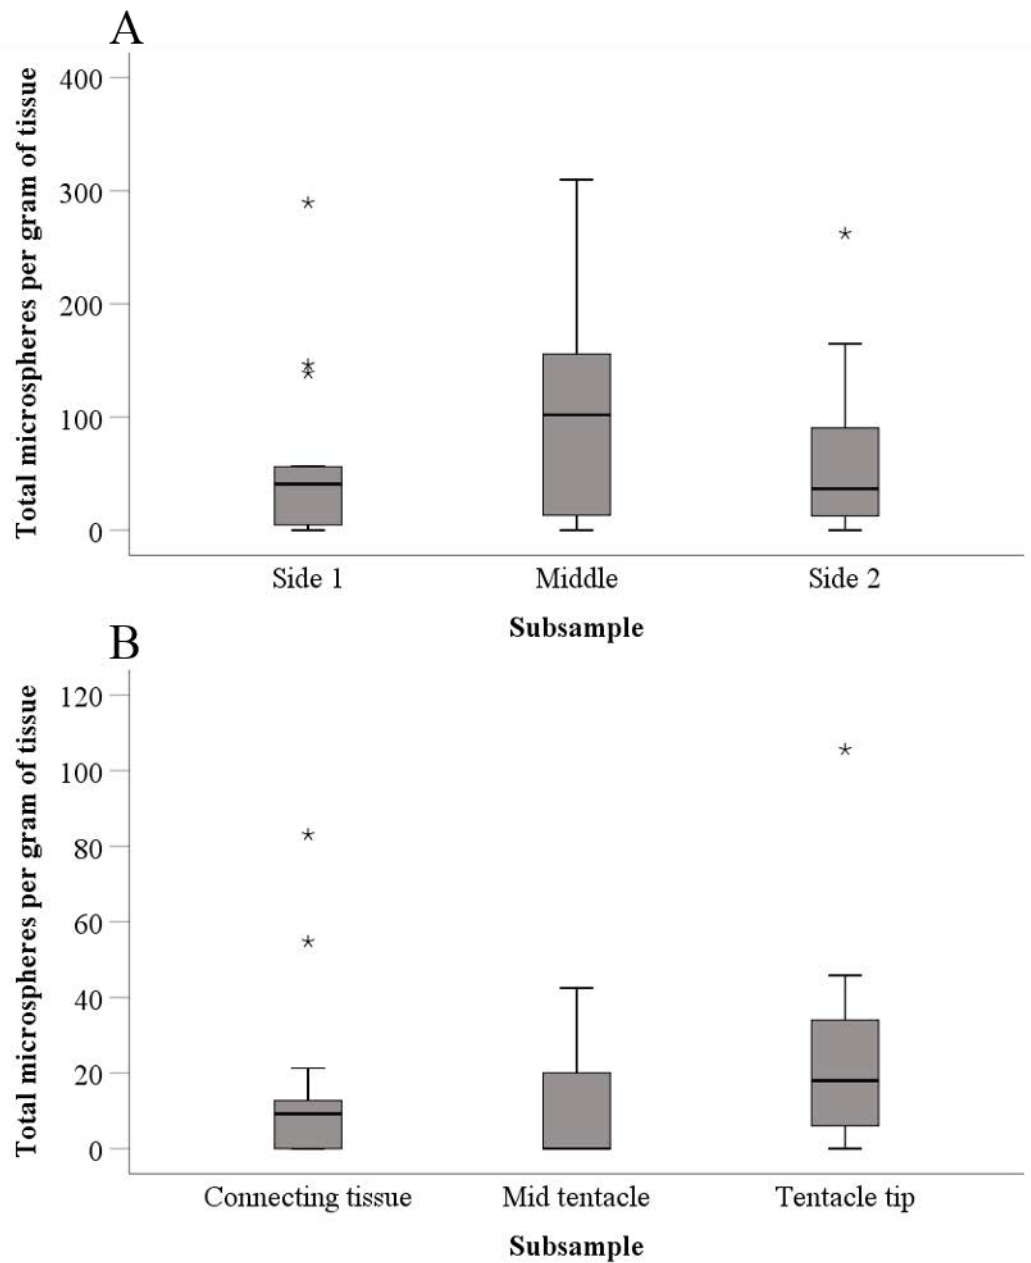 A
Total microspheres per gram of tissue
400
300
200
100
0
Side 1 Middle Side 2
Subsample
B
Total microspheres per gram of tissue
120
100
80
60
40
20
0
Connecting tissue Mid tentacle Tentacle tip
Subsample